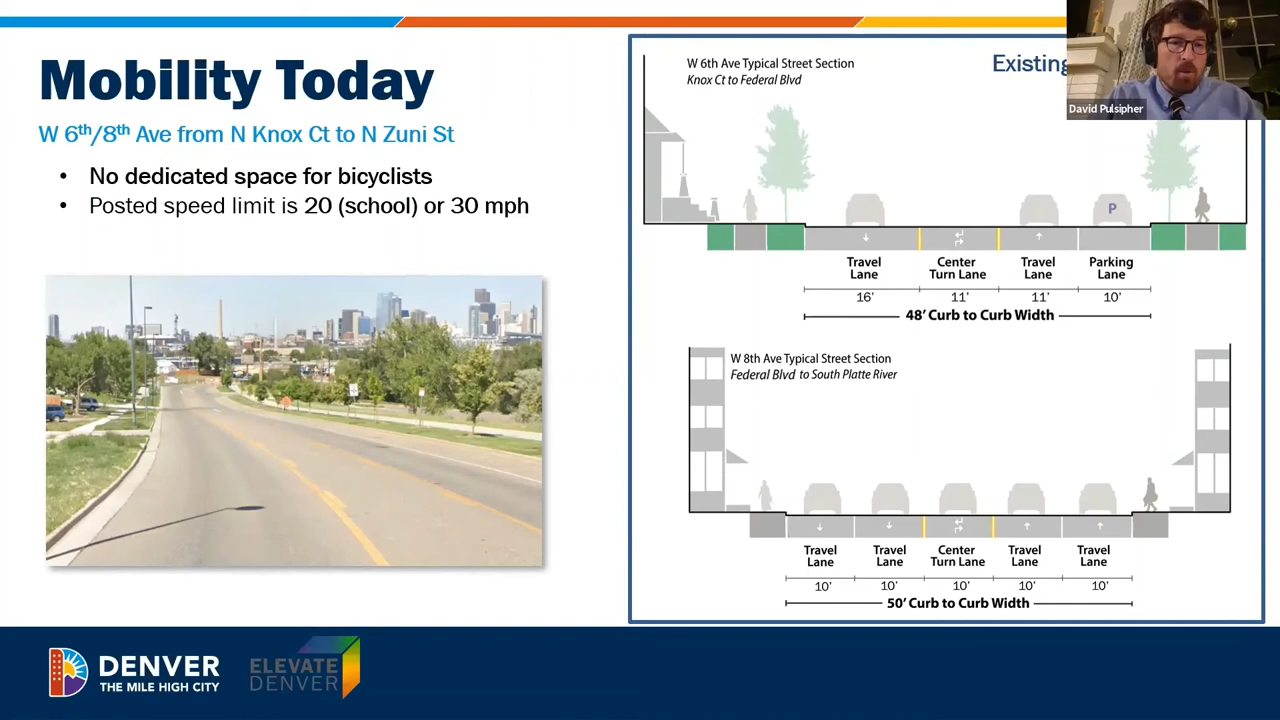 Mobility Today
W 6th/8th Ave from N Knox Ct to N Zuni St
• No dedicated space for bicyclists
• Posted speed limit is 20 (school) or 30 mph
Existing
David Pulsipher
W 6th Ave Typical Street Section
Knox Ct to Federal Blvd
P
Travel Lane
Center Turn Lane
Travel Lane
Parking Lane
16' 11' 11' 10'
48' Curb to Curb Width
W 8th Ave Typical Street Section
Federal Blvd to South Platte River
Travel Lane
Travel Lane
Center Turn Lane
Travel Lane
Travel Lane
10' 10' 10' 10' 10'
50' Curb to Curb Width
DENVER
THE MILE HIGH CITY
ELEVATE
DENVER